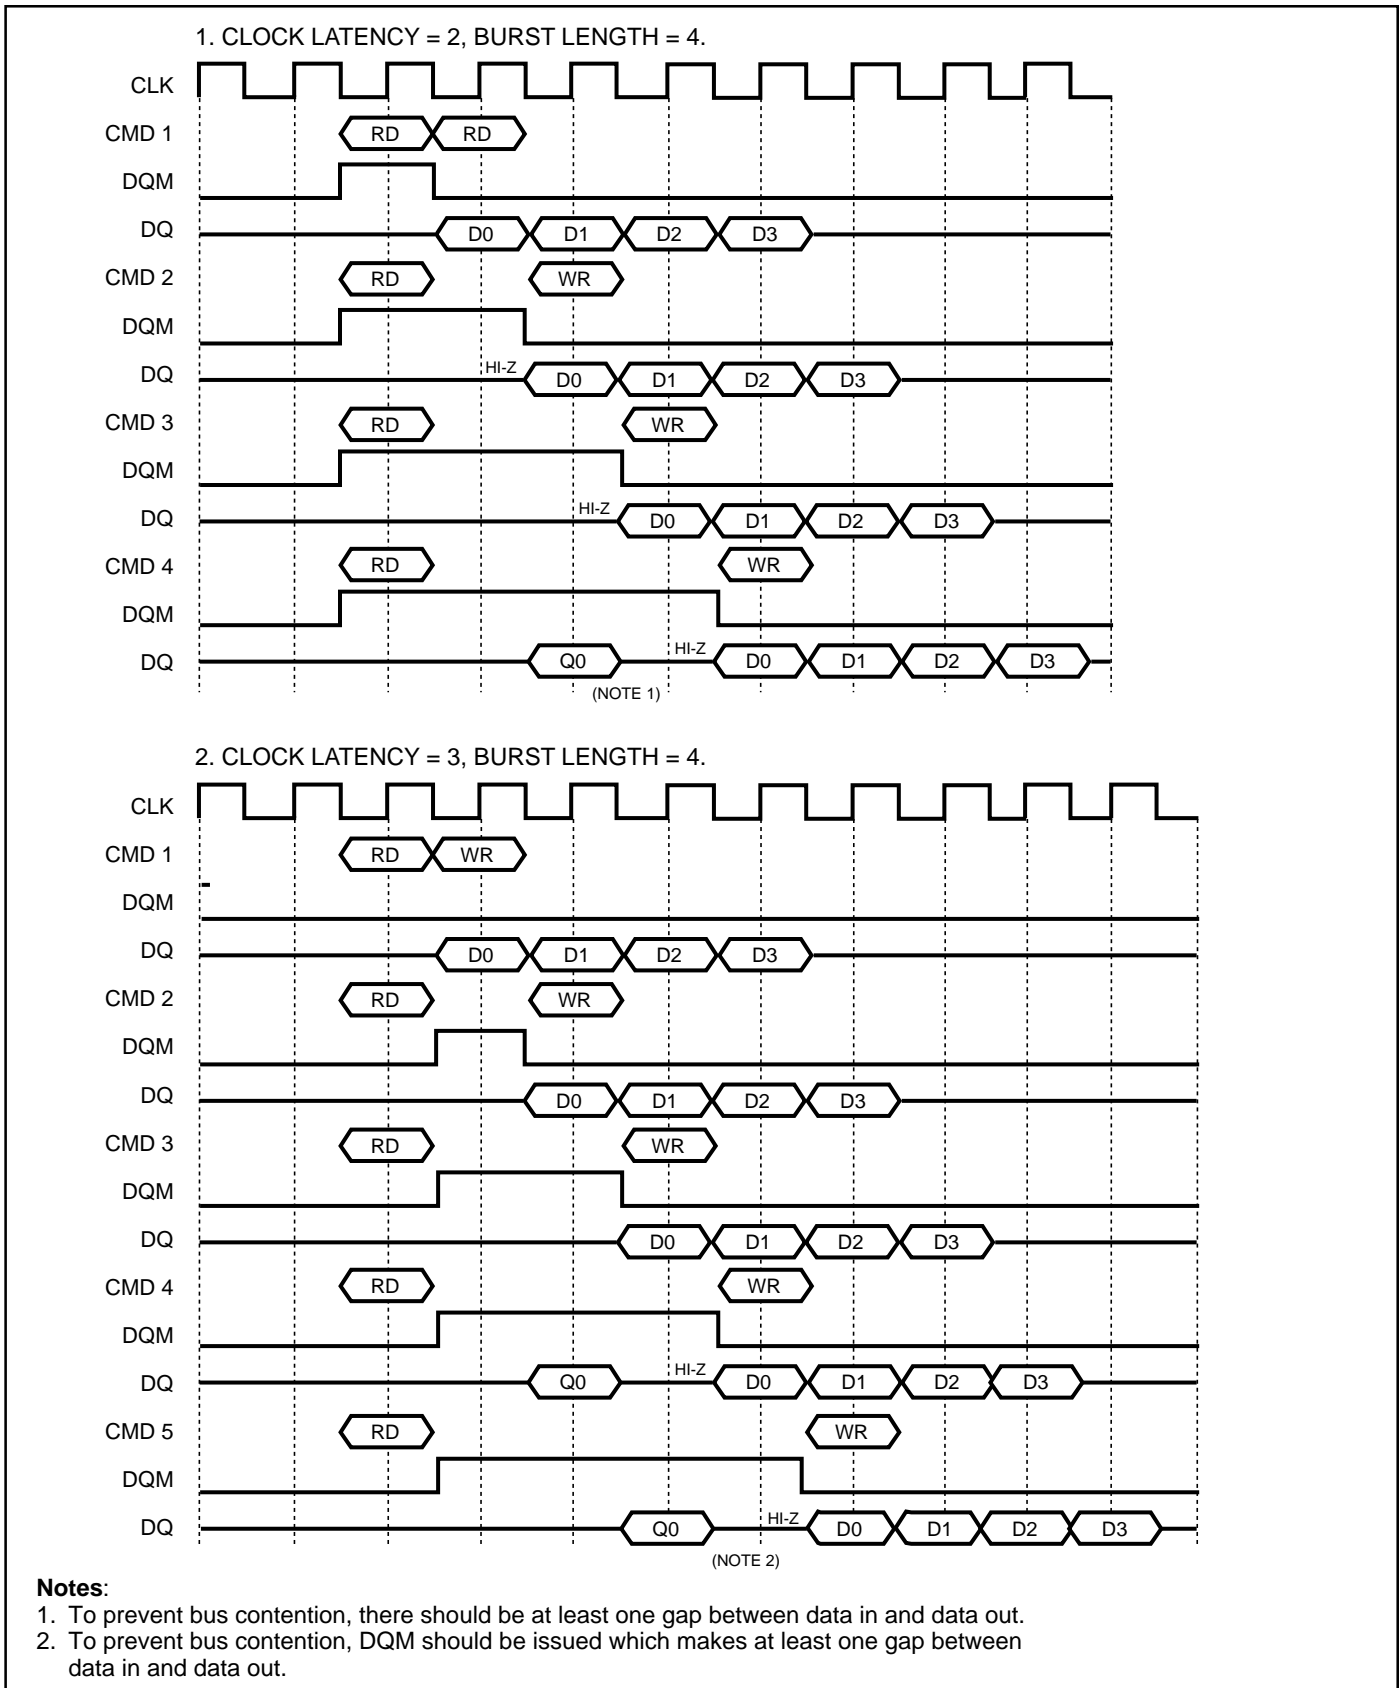 1. CLOCK LATENCY = 2, BURST LENGTH = 4.
CLK
CMD 1 RD RD
DQM
DQ D0 D1 D2 D3
CMD 2 RD WR
DQM
DQ HI-Z D0 D1 D2 D3
CMD 3 RD WR
DQM
DQ HI-Z D0 D1 D2 D3
CMD 4 RD WR
DQM
DQ Q0 HI-Z D0 D1 D2 D3
(NOTE 1)
2. CLOCK LATENCY = 3, BURST LENGTH = 4.
CLK
CMD 1 RD WR
DQM
DQ D0 D1 D2 D3
CMD 2 RD WR
DQM
DQ D0 D1 D2 D3
CMD 3 RD WR
DQM
DQ D0 D1 D2 D3
CMD 4 RD WR
DQM
DQ Q0 HI-Z D0 D1 D2 D3
CMD 5 RD WR
DQM
DQ Q0 HI-Z D0 D1 D2 D3
(NOTE 2)
Notes:
1. To prevent bus contention, there should be at least one gap between data in and data out.
2. To prevent bus contention, DQM should be issued which makes at least one gap between
data in and data out.